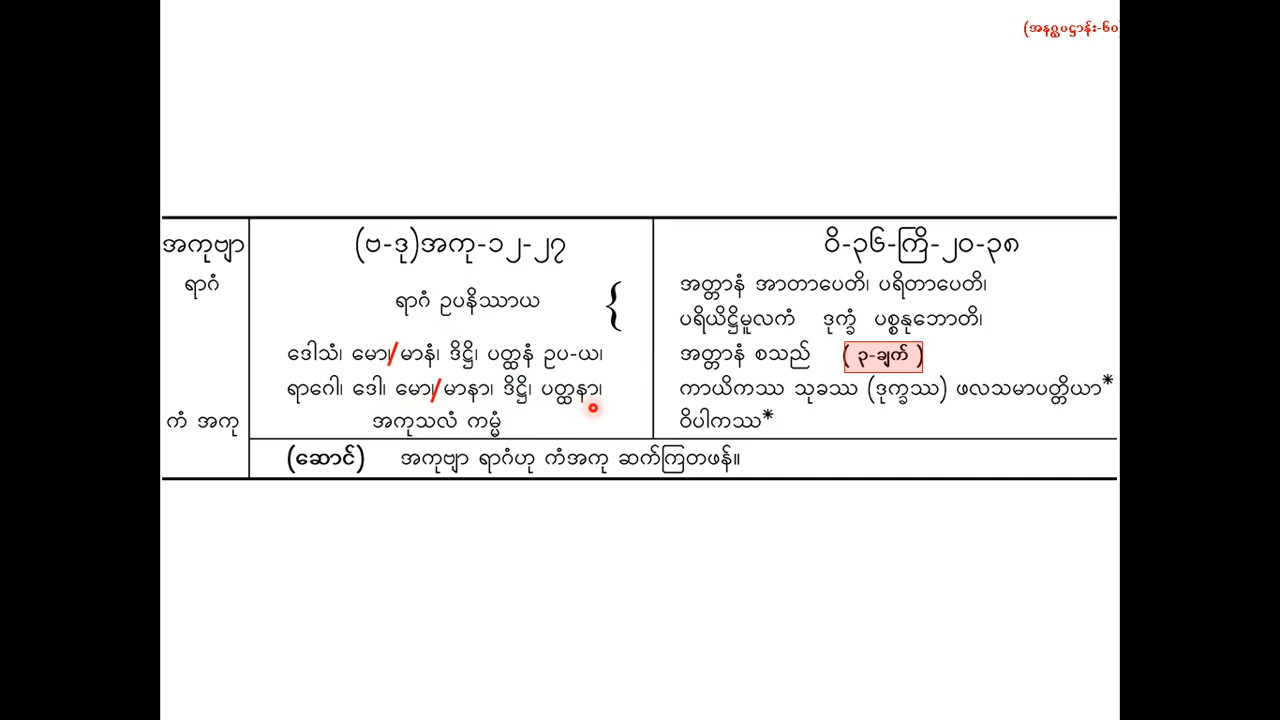 (အနဂ္ဃပဋ္ဌာန်း-၆၀)
အကုဗျာ (ဗ-ဒု)အကု-၁၂-၂၇ ဝိ-၃၆-ကြိ-၂၀-၃၈
ရာဂံ ရာဂံ ဥပနိဿာယ { အတ္တာနံ အာတာပေတိ၊ ပရိတာပေတိ၊
ပရိယိဋ္ဌိမူလကံ ဒုက္ခံ ပစ္စနုဘောတိ၊
ဒေါသံ၊ မော၊ မာနံ၊ ဒိဋ္ဌိ၊ ပတ္ထနံ ဥပ-ယ၊ အတ္တာနံ စသည် ( ၃-ချက် )
ရာဂေါ၊ ဒေါ၊ မော၊ မာနာ၊ ဒိဋ္ဌိ၊ ပတ္ထနာ၊ ကာယိကဿ သုခဿ (ဒုက္ခဿ) ဖလသမာပတ္တိယာ*
ကံ အကု အကုသလံ ကမ္မံ ဝိပါကဿ*
(ဆောင်) အကုဗျာ ရာဂံဟု ကံအကု ဆက်ကြတဖန်။